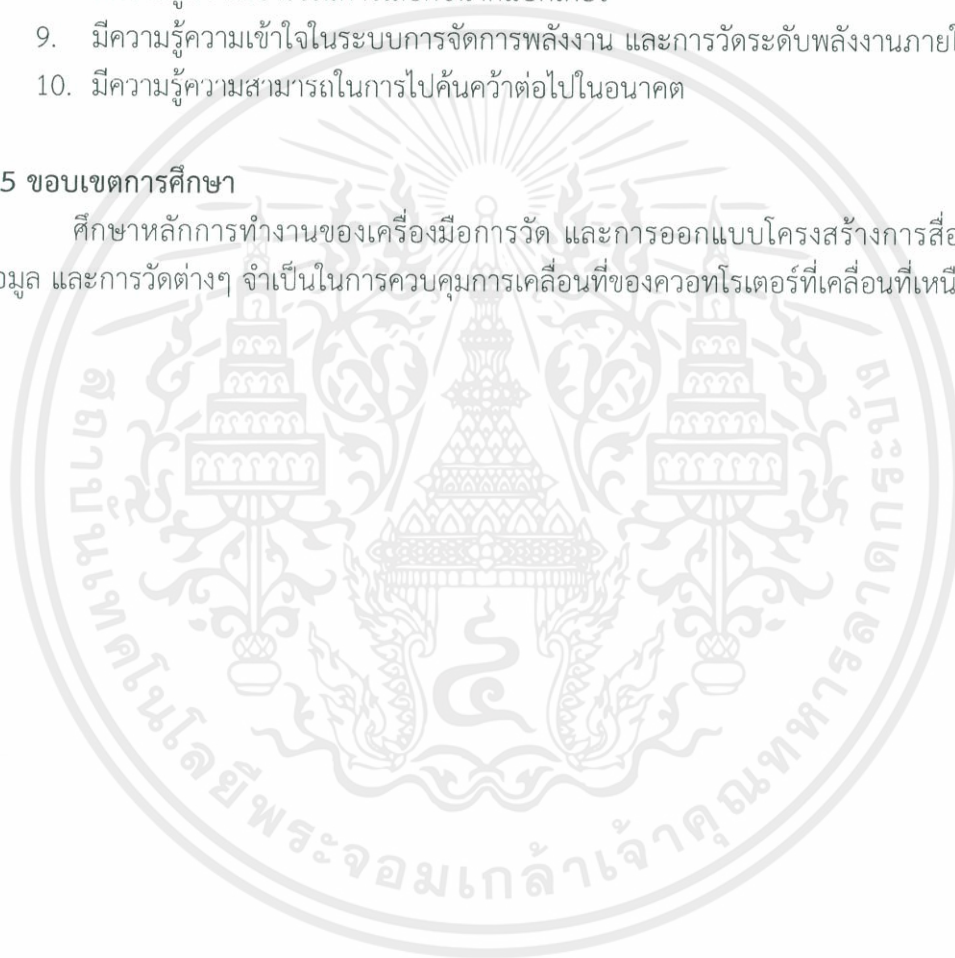 9. มีความรู้ความเข้าใจในระบบการจัดการพลังงาน และการวัดระดับพลังงานภายใ
10. มีความรู้ความสามารถในการไปค้นคว้าต่อไปในอนาคต
5 ขอบเขตการศึกษา
ศึกษาหลักการทำงานของเครื่องมือการวัด และการออกแบบโครงสร้างการสื่อ
อมูล และการวัดต่างๆ จำเป็นในการควบคุมการเคลื่อนที่ของควอทโรเตอร์ที่เคลื่อนที่เหนื
สถาบันเทคโนโลยีพระจอมเกล้าเจ้าคุณทหารลาดกระบัง